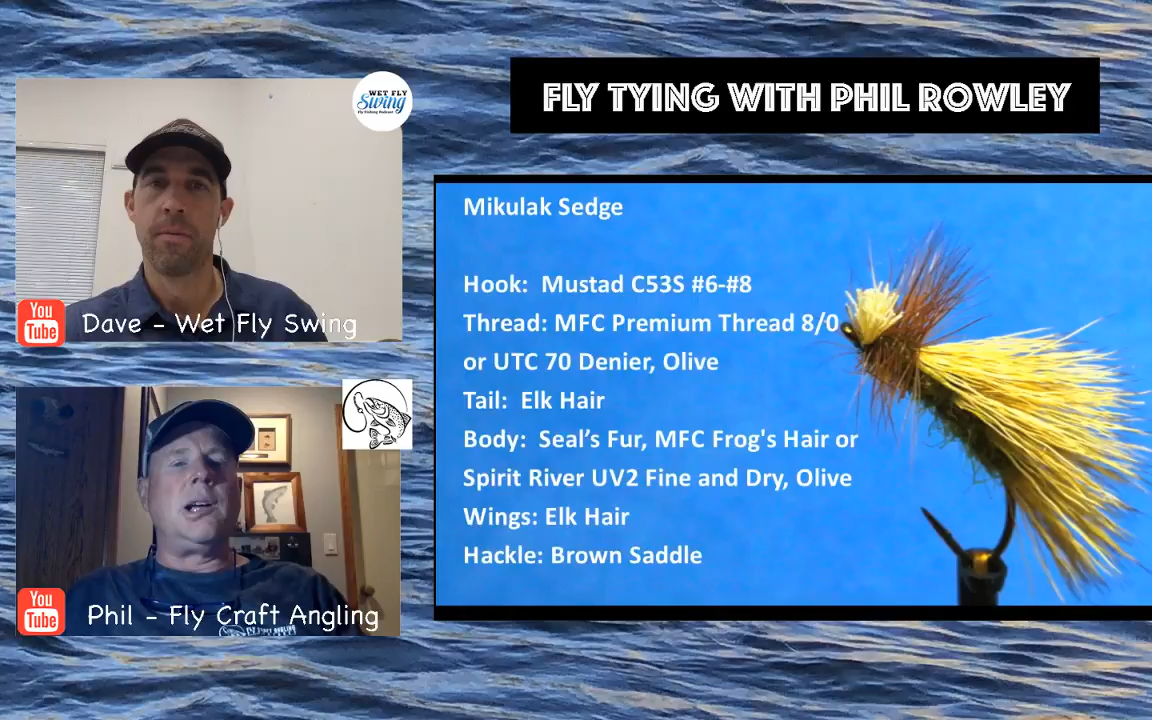 FLY TYING WITH PHIL ROWLEY
WET FLY
Swing
Fly Fishing Podcast
You
Tube
Dave - Wet Fly Swing
Mikulak Sedge
Hook: Mustad C53S #6-#8
Thread: MFC Premium Thread 8/0
or UTC 70 Denier, Olive
Tail: Elk Hair
Body: Seal’s Fur, MFC Frog's Hair or
Spirit River UV2 Fine and Dry, Olive
Wings: Elk Hair
Hackle: Brown Saddle
You
Tube
Phil - Fly Craft Angling